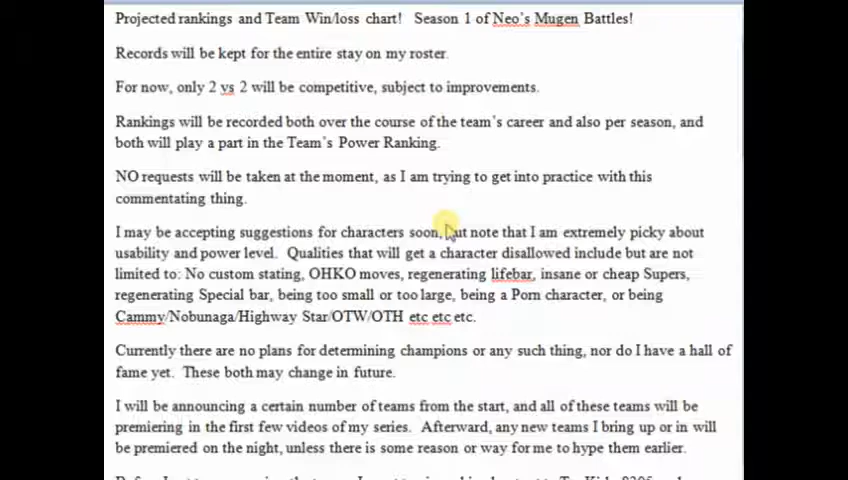 Projected rankings and Team Win/loss chart!   Season 1 of Neo's Mugen Battles!
Records will be kept for the entire stay on my roster.
For now, only 2 vs 2 will be competitive, subject to improvements.
Rankings will be recorded both over the course of the team's career and also per season, and
both will play a part in the Team's Power Ranking.
NO requests will be taken at the moment, as I am trying to get into practice with this
commentating thing.
I may be accepting suggestions for characters soon, but note that I am extremely picky about
usability and power level.  Qualities that will get a character disallowed include but are not
limited to: No custom stating, OHKO moves, regenerating lifebar, insane or cheap Supers,
regenerating Special bar, being too small or too large, being a Porn character, or being
Cammy/Nobunaga/Highway Star/OTW/OTH etc etc etc.
Currently there are no plans for determining champions or any such thing, nor do I have a hall of
fame yet.  These both may change in future.
I will be announcing a certain number of teams from the start, and all of these teams will be
premiering in the first few videos of my series.  Afterward, any new teams I bring up or in will
be premiered on the night, unless there is some reason or way for me to hype them earlier.